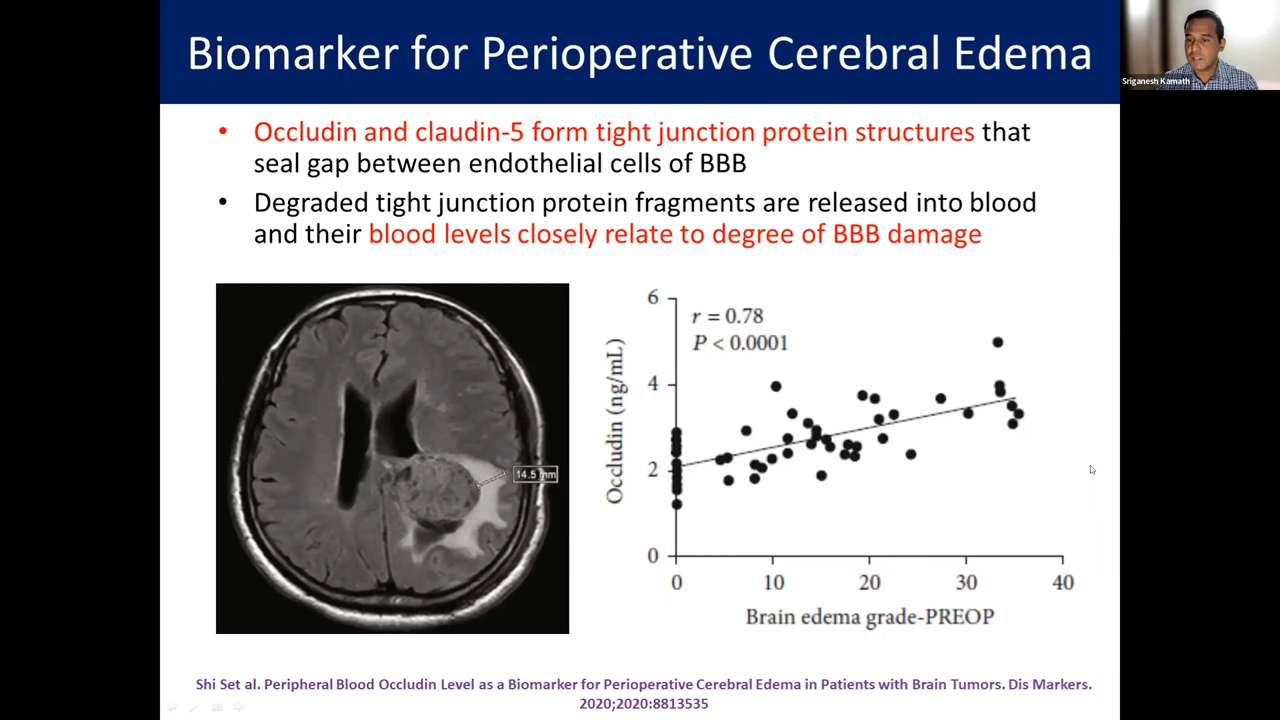 Biomarker for Perioperative Cerebral Edema
Sriganesh Kamath
• Occludin and claudin-5 form tight junction protein structures that
seal gap between endothelial cells of BBB
• Degraded tight junction protein fragments are released into blood
and their blood levels closely relate to degree of BBB damage
14.5 mm
6
4
2
0
Occludin (ng/mL)
r = 0.78
P < 0.0001
0 10 20 30 40
Brain edema grade-PREOP
Shi Set al. Peripheral Blood Occludin Level as a Biomarker for Perioperative Cerebral Edema in Patients with Brain Tumors. Dis Markers.
2020;2020:8813535